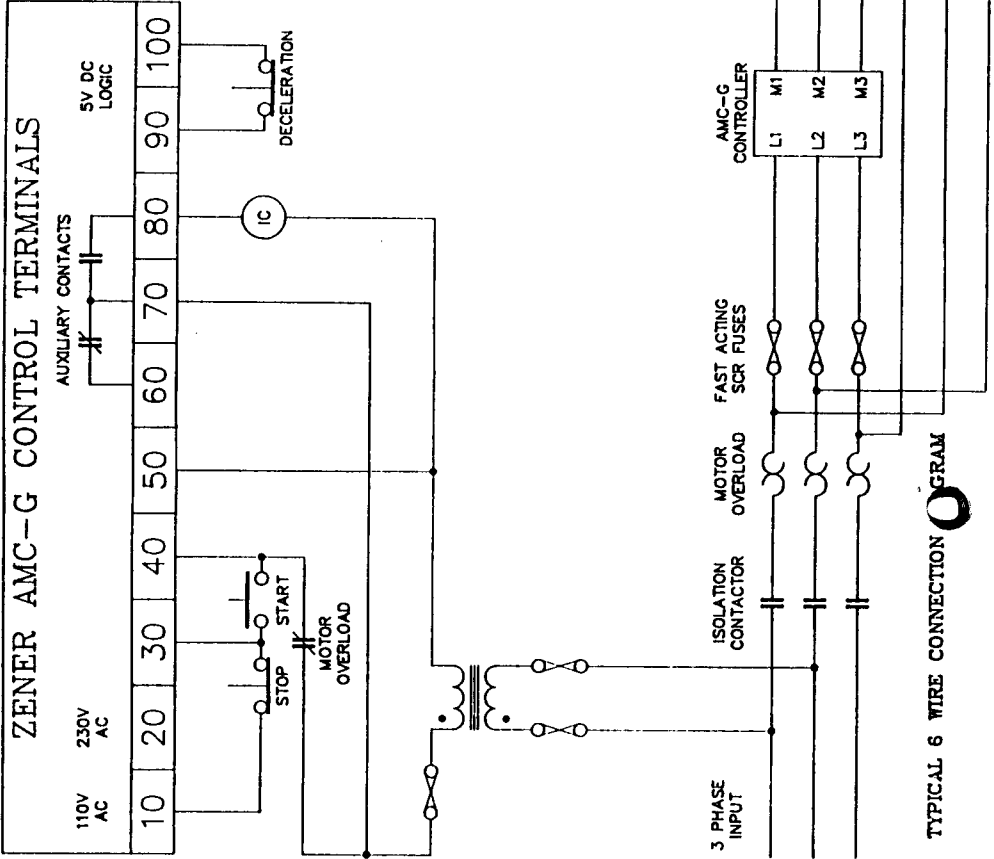 ZENER AMC-G CONTROL TERMINALS
110V
AC
230V
AC
AUXILIARY CONTACTS
5V DC
LOGIC
10 20 30 40 50 60 70 80 90 100
STOP
START
MOTOR
OVERLOAD
IC
DECELERATION
3 PHASE
INPUT
ISOLATION
CONTACTOR
MOTOR
OVERLOAD
FAST ACTING
SCR FUSES
AMC-G
CONTROLLER
L1 M1
L2 M2
L3 M3
TYPICAL 6 WIRE CONNECTION GRAM